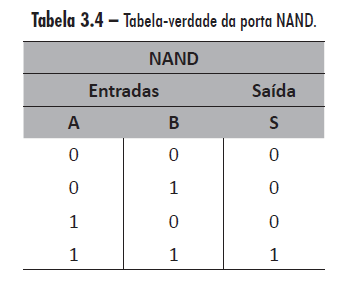 Tabela 3.4 – Tabela-verdade da porta NAND.
NAND
Entradas Saída
A B S
0 0 0
0 1 0
1 0 0
1 1 1